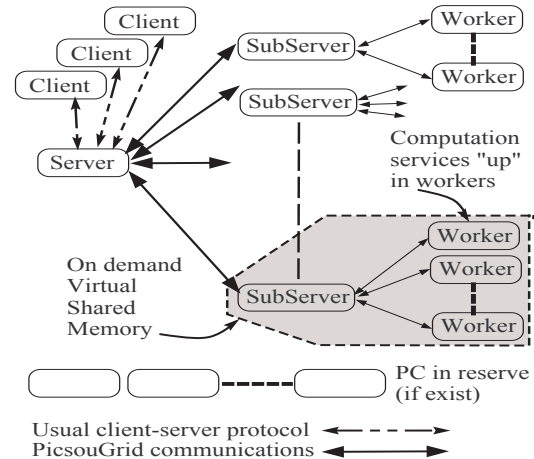 Client
Client
Client
Server
SubServer
SubServer
Worker
Worker
Computation
services "up"
in workers
On demand
Virtual
Shared
Memory
SubServer
Worker
Worker
Worker
PC in reserve
(if exist)
Usual client-server protocol
PicsouGrid communications